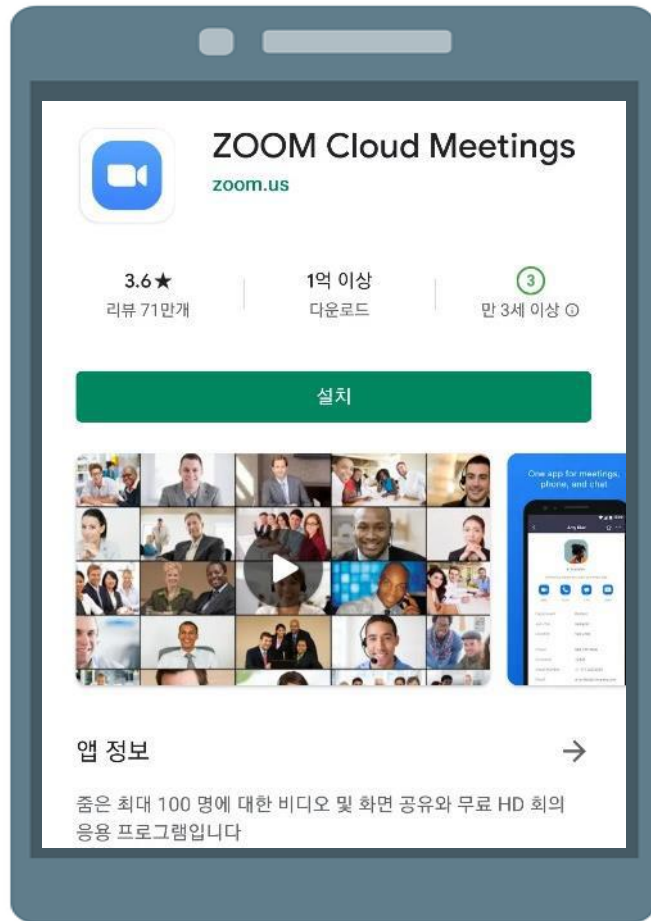 ZOOM Cloud Meetings
zoom.us
3.6★
리뷰 71만개
1억 이상
다운로드
3
만 3세 이상
설치
One app for meetings,
phone, and chat
앱 정보
줌은 최대 100 명에 대한 비디오 및 화면 공유와 무료 HD 회의
응용 프로그램입니다